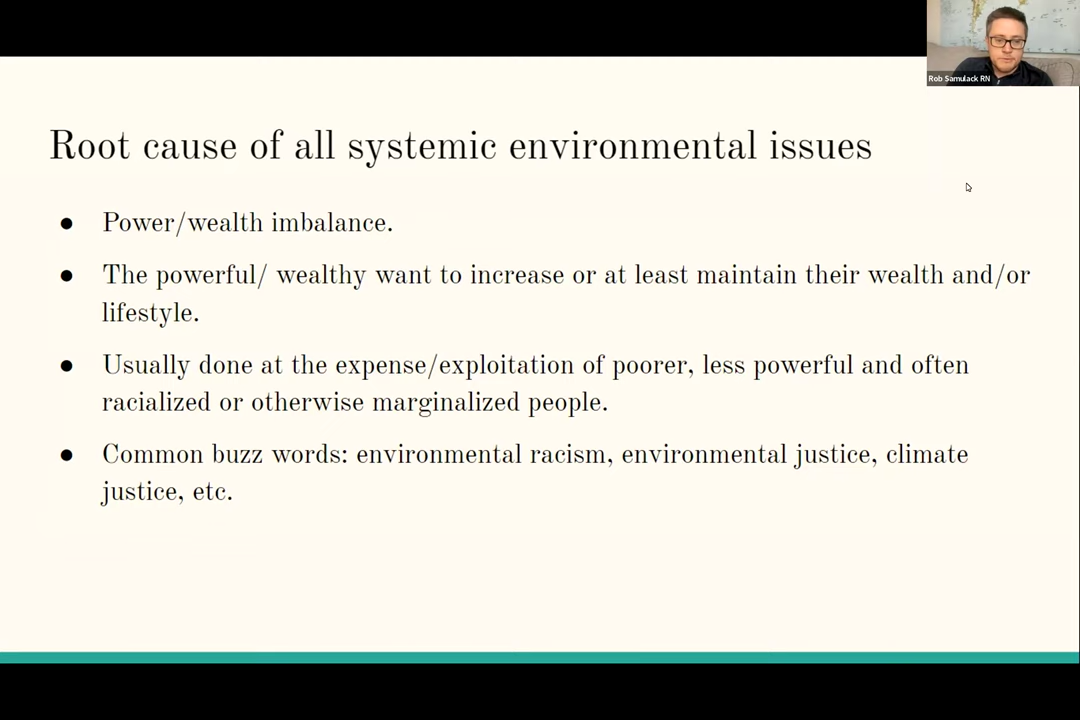 Rob Samulack RN
Root cause of all systemic environmental issues
● Power/wealth imbalance.
● The powerful/ wealthy want to increase or at least maintain their wealth and/or
lifestyle.
● Usually done at the expense/exploitation of poorer, less powerful and often
racialized or otherwise marginalized people.
● Common buzz words: environmental racism, environmental justice, climate
justice, etc.